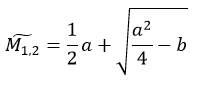 $\widetilde{M_{1,2}} = \frac{1}{2}a + \sqrt{\frac{a^2}{4} - b}$